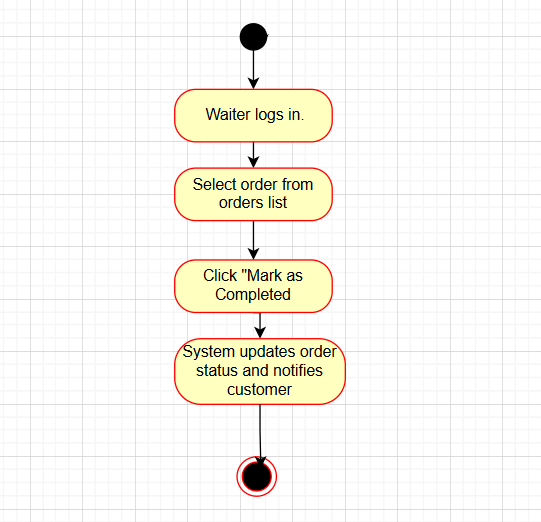 Waiter logs in.
Select order from
orders list
Click "Mark as
Completed
System updates order
status and notifies
customer